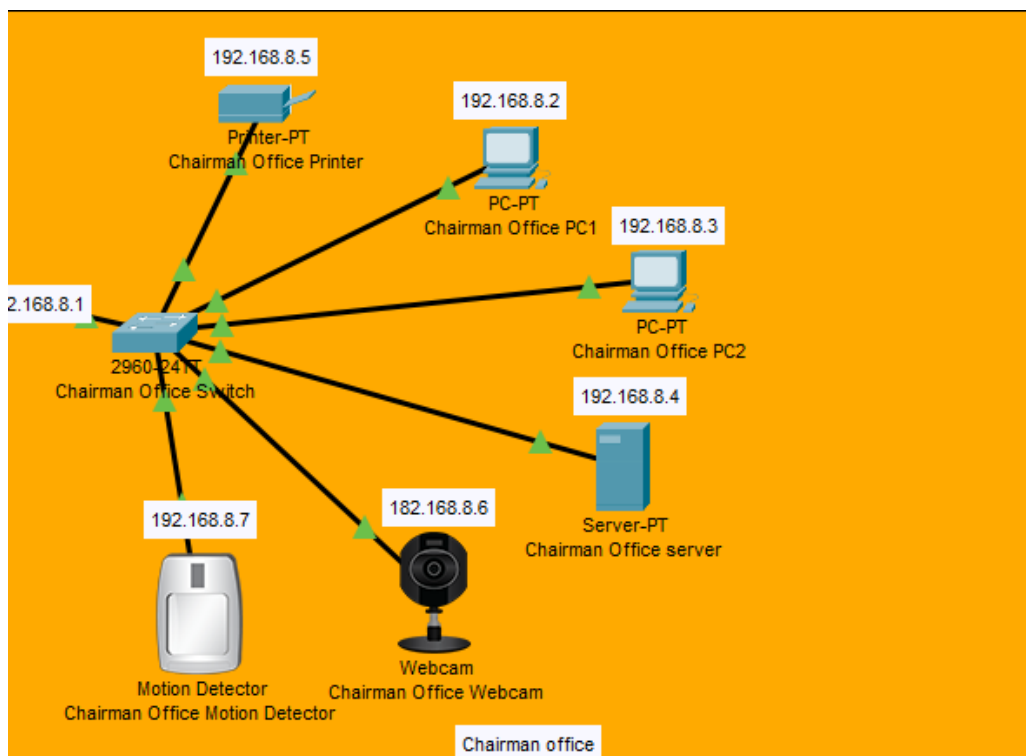 192.168.8.5
Printer-PT
Chairman Office Printer
192.168.8.2
PC-PT
Chairman Office PC1
192.168.8.3
PC-PT
Chairman Office PC2
2.168.8.1
2960-24TT
Chairman Office Switch
192.168.8.4
Server-PT
Chairman Office server
192.168.8.7
Motion Detector
Chairman Office Motion Detector
182.168.8.6
Webcam
Chairman Office Webcam
Chairman office